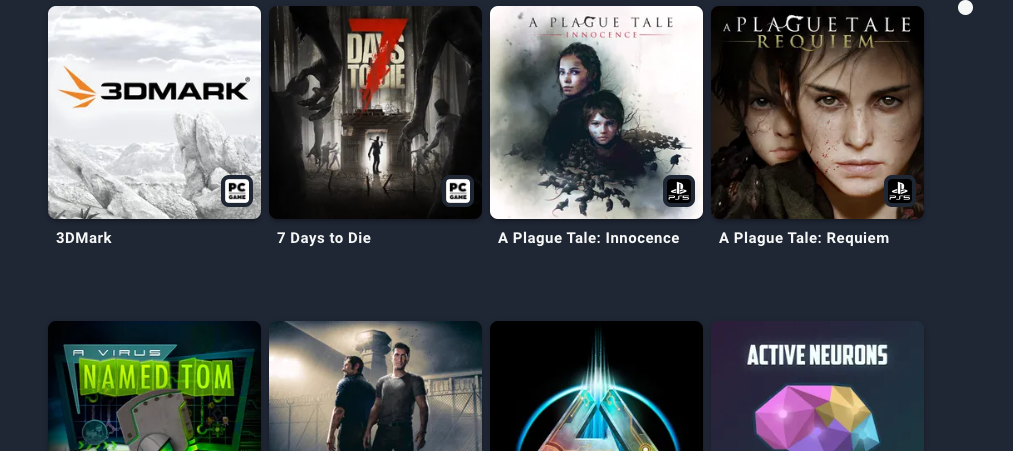 3DMARK®
PC
GAME
3DMark
7
DAYS
TO DIE
PC
GAME
7 Days to Die
A PLAGUE TALE
INNOCENCE
PS5
A Plague Tale: Innocence
A PLAGUE TALE
REQUIEM
PS5
A Plague Tale: Requiem
A VIRUS
NAMED TOM
ACTIVE NEURONS